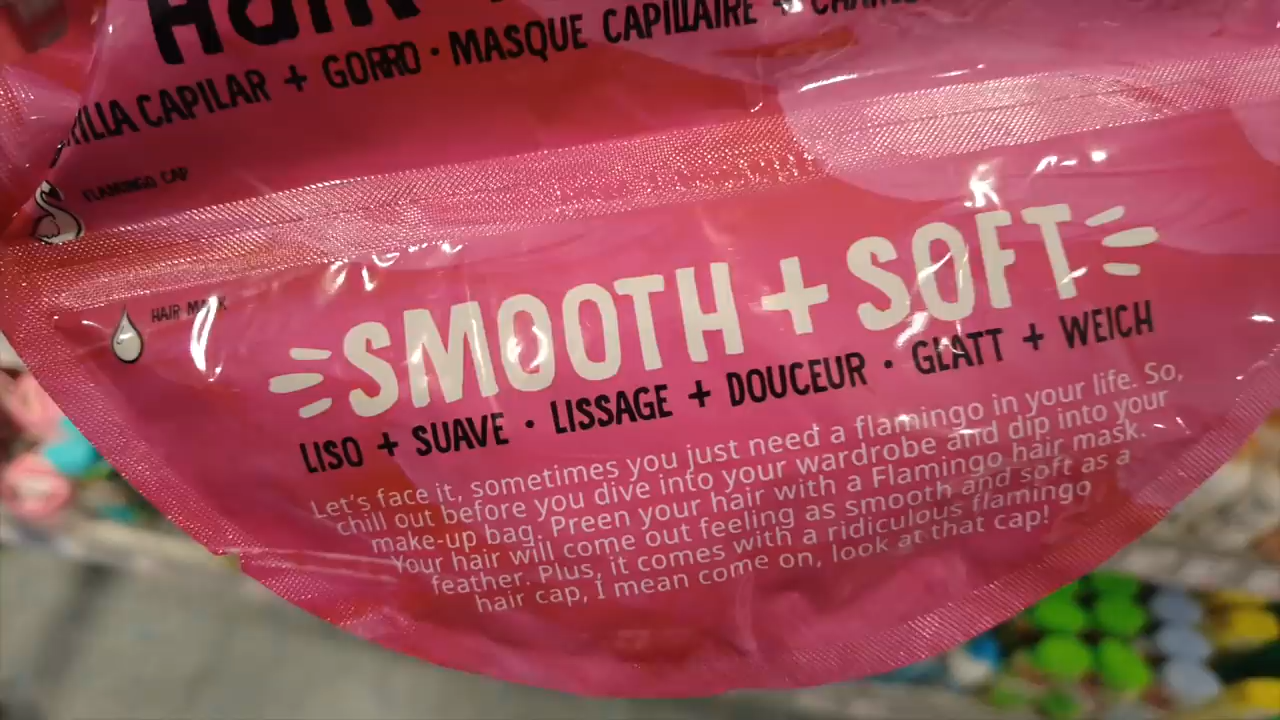 Hair
CAPILAR + GORRO · MASQUE CAPILLAIRE +
FLAMINGO CAP
HAIR MASK
SMOOTH + SOFT
LISO + SUAVE · LISSAGE + DOUCEUR · GLATT + WEICH
Let's face it, sometimes you just need a flamingo in your life. So,
chill out before you dive into your wardrobe and dip into your
make-up bag. Preen your hair with a Flamingo hair mask.
Your hair will come out feeling as smooth and soft as a
feather. Plus, it comes with a ridiculous flamingo
hair cap, I mean come on, look at that cap!